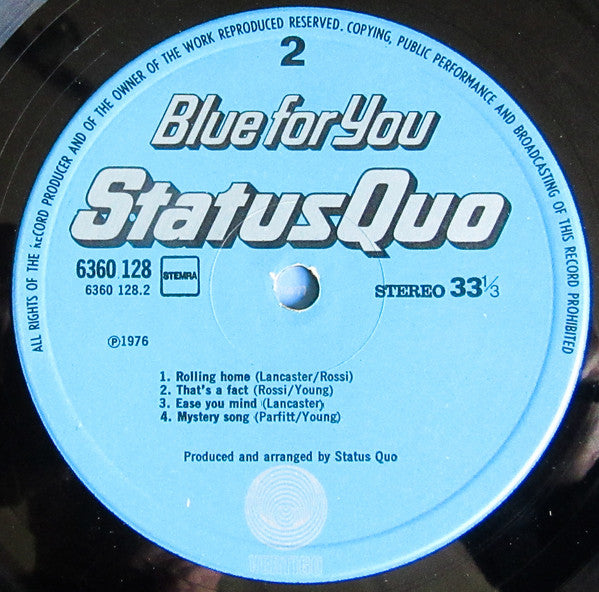 ALL RIGHTS OF THE RECORD PRODUCER AND OF THE OWNER OF THE WORK REPRODUCED RESERVED. COPYING, PUBLIC PERFORMANCE AND BROADCASTING OF THIS RECORD PROHIBITED
2
Blue for You
Status Quo
6360 128
STEMRA
6360 128.2
STEREO 33 1/3
℗1976
1. Rolling home (Lancaster/Rossi)
2. That's a fact (Rossi/Young)
3. Ease you mind (Lancaster)
4. Mystery song (Parfitt/Young)
Produced and arranged by Status Quo
VERTIGO